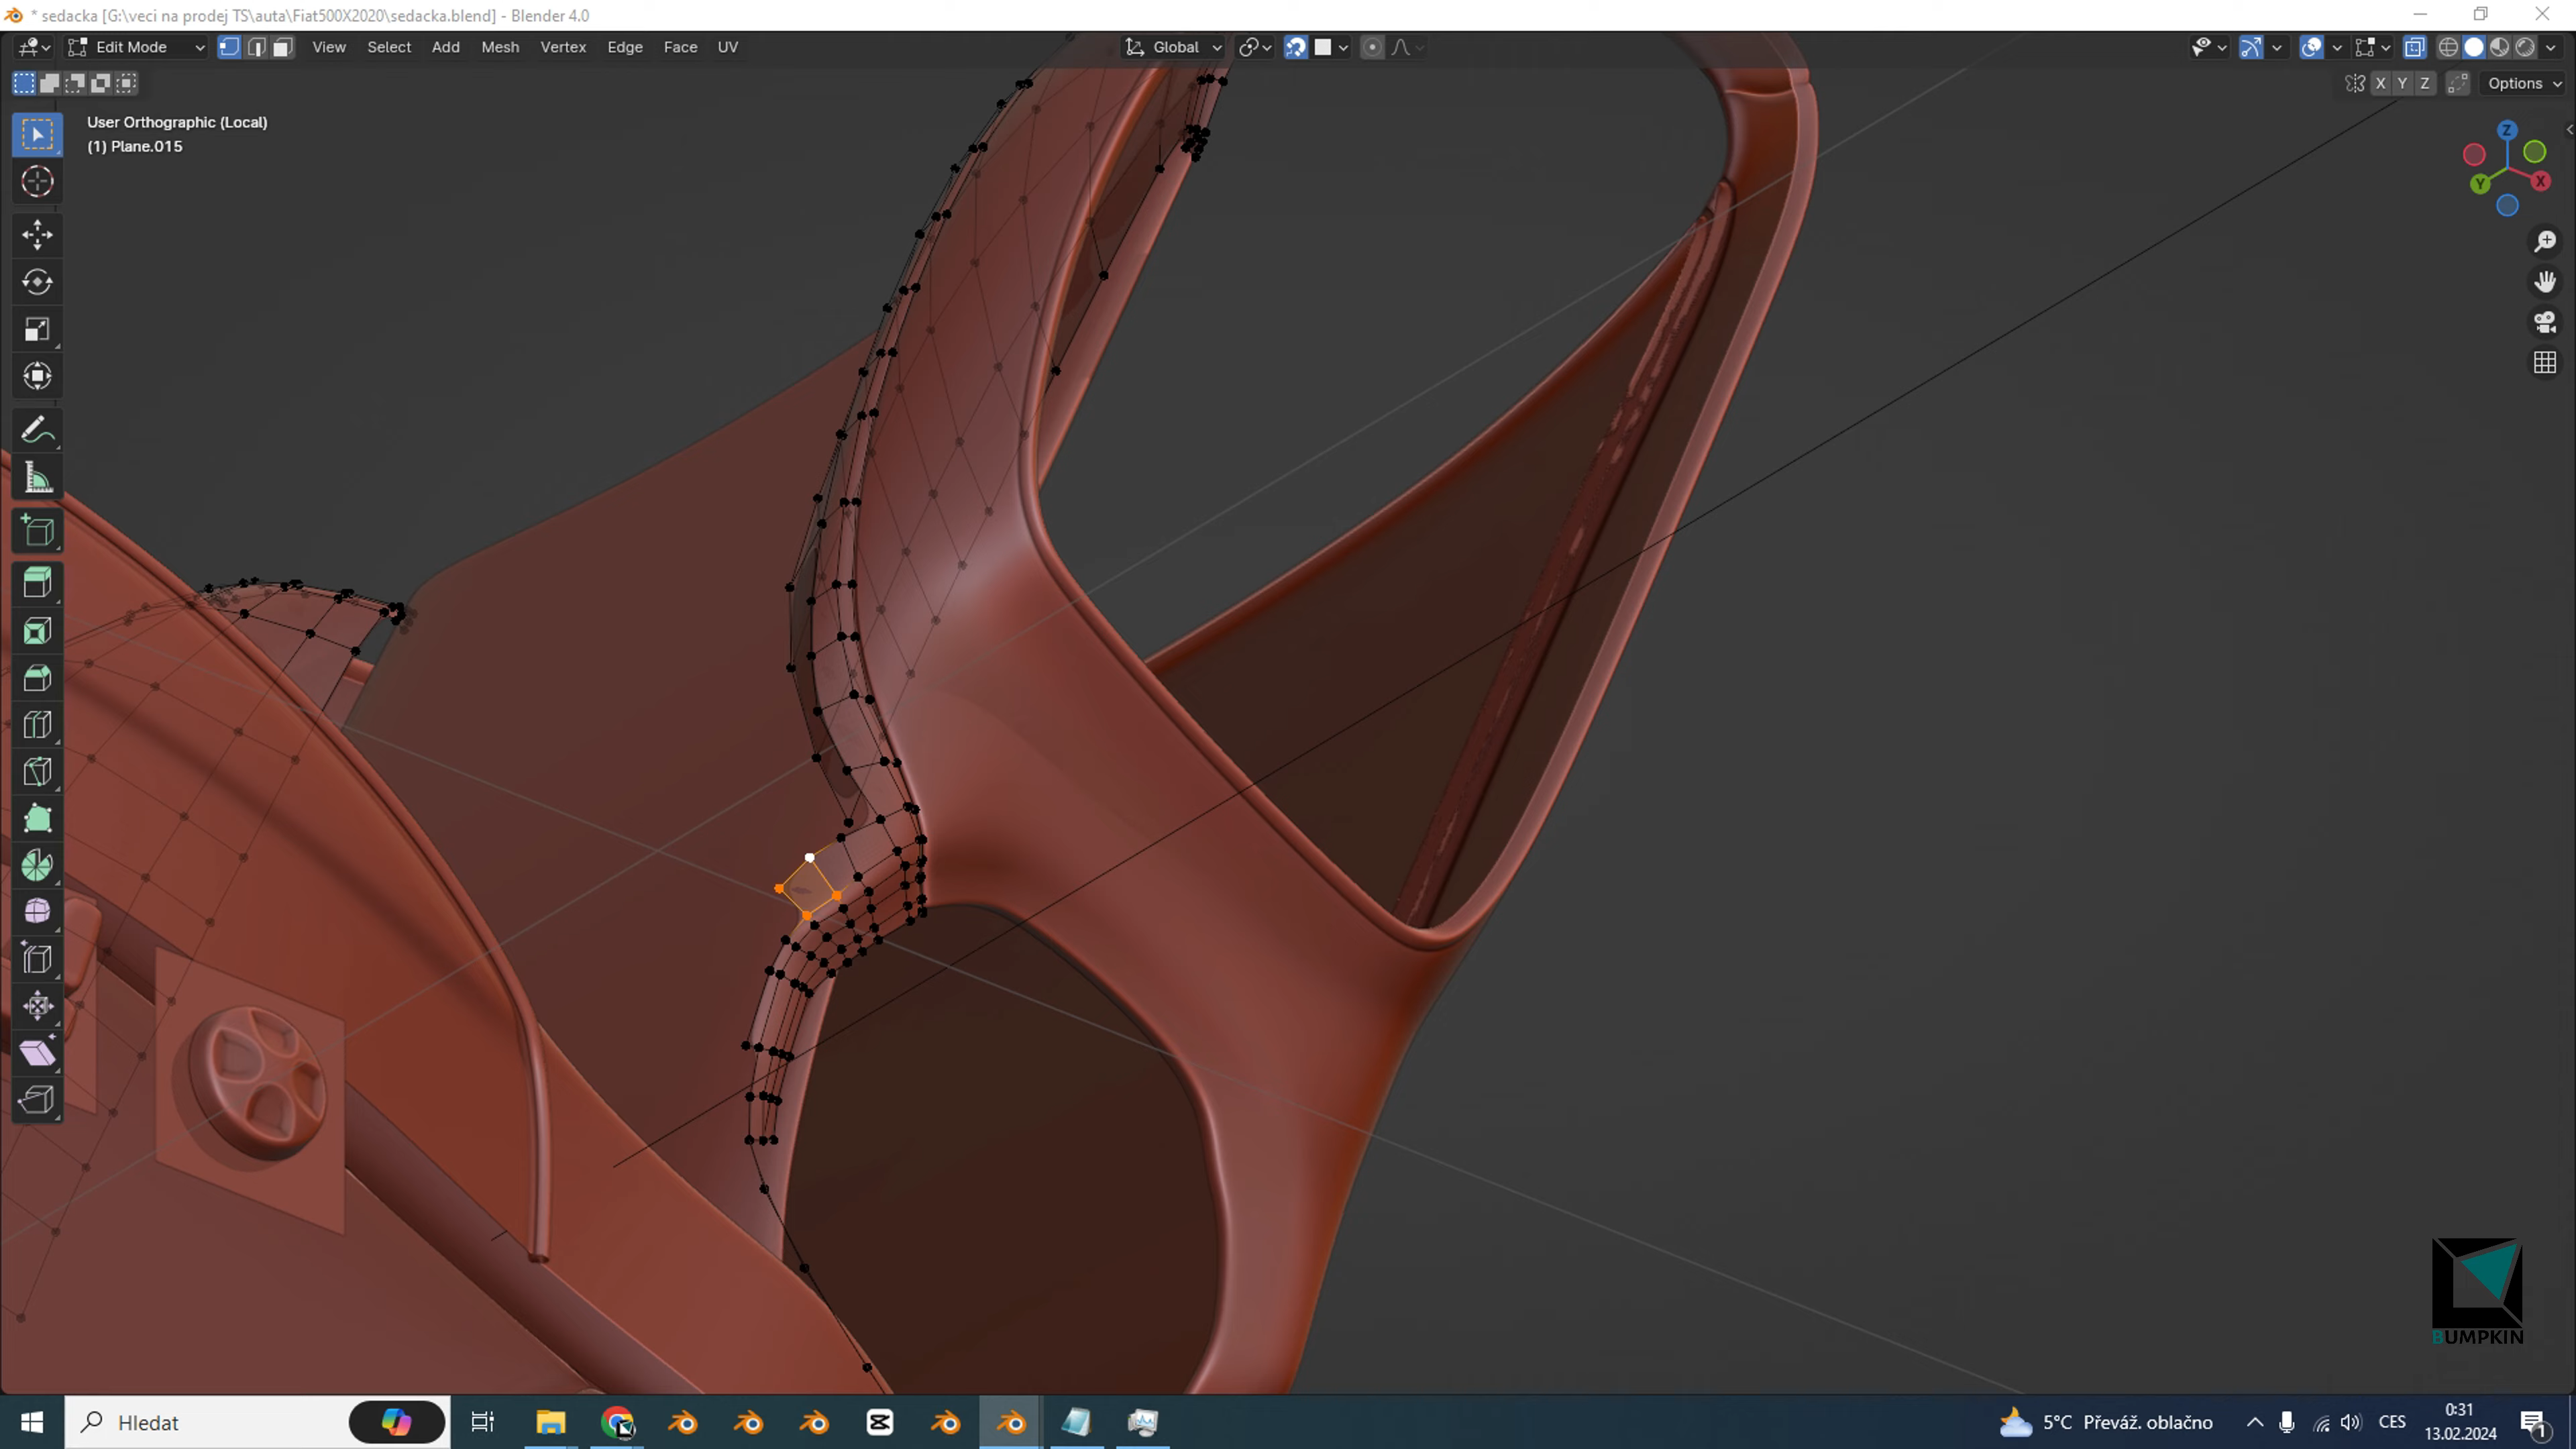 * sedacka [G:\veci na prodej TS\auta\Fiat500X2020\sedacka.blend] - Blender 4.0
Edit Mode
View Select Add Mesh Vertex Edge Face UV
Global
X Y Z
Options
User Orthographic (Local)
(1) Plane.015
Z
Y
X
BUMPKIN
Hledat
5°C Převáž. oblačno
CES
0:31
13.02.2024
1